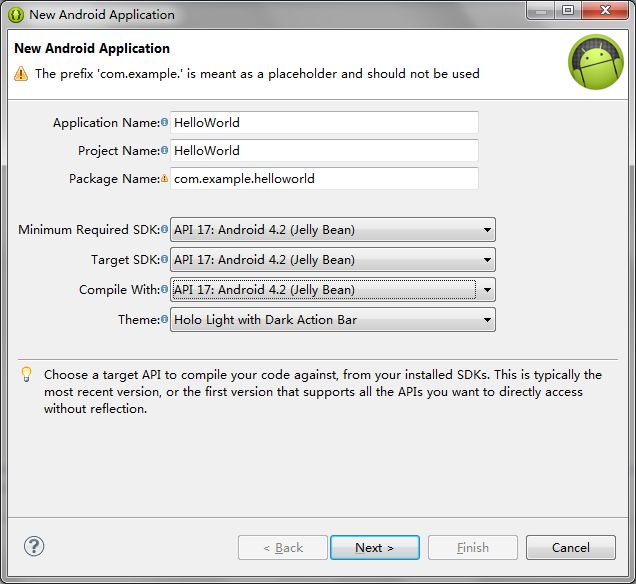 New Android Application
New Android Application
The prefix 'com.example.' is meant as a placeholder and should not be used
Application Name: HelloWorld
Project Name: HelloWorld
Package Name: com.example.helloworld
Minimum Required SDK: API 17: Android 4.2 (Jelly Bean)
Target SDK: API 17: Android 4.2 (Jelly Bean)
Compile With: API 17: Android 4.2 (Jelly Bean)
Theme: Holo Light with Dark Action Bar
Choose a target API to compile your code against, from your installed SDKs. This is typically the
most recent version, or the first version that supports all the APIs you want to directly access
without reflection.
? < Back Next > Finish Cancel